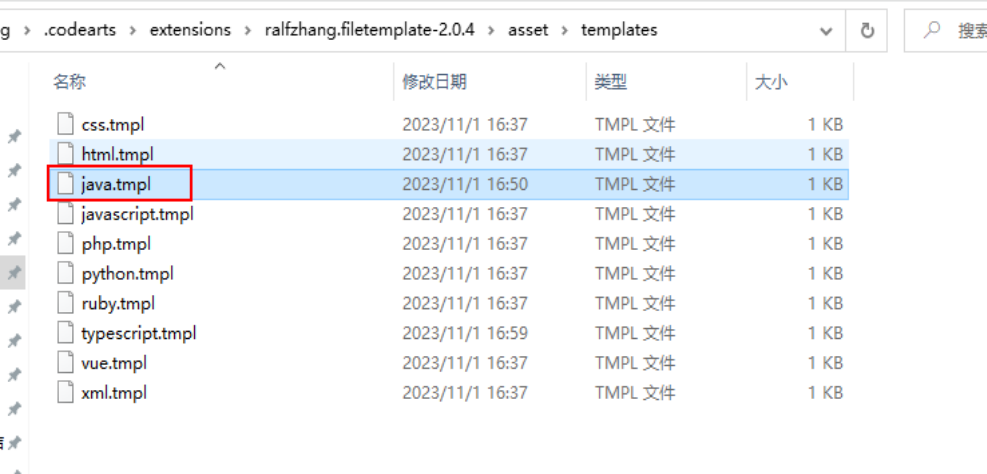 g › .codearts › extensions › ralfzhang.filetemplate-2.0.4 › asset › templates 搜索
名称 修改日期 类型 大小
css.tmpl 2023/11/1 16:37 TMPL 文件 1 KB
html.tmpl 2023/11/1 16:37 TMPL 文件 1 KB
java.tmpl 2023/11/1 16:50 TMPL 文件 1 KB
javascript.tmpl 2023/11/1 16:37 TMPL 文件 1 KB
php.tmpl 2023/11/1 16:37 TMPL 文件 1 KB
python.tmpl 2023/11/1 16:37 TMPL 文件 1 KB
ruby.tmpl 2023/11/1 16:37 TMPL 文件 1 KB
typescript.tmpl 2023/11/1 16:59 TMPL 文件 1 KB
vue.tmpl 2023/11/1 16:37 TMPL 文件 1 KB
xml.tmpl 2023/11/1 16:37 TMPL 文件 1 KB